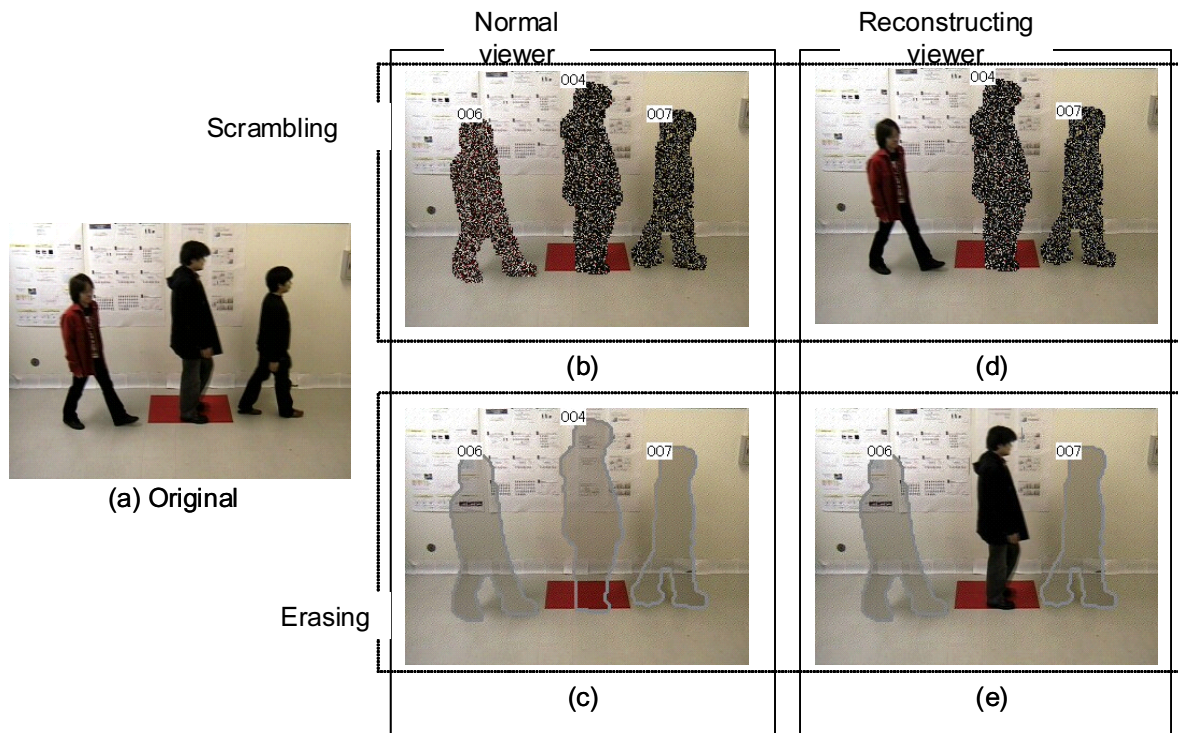 Normal
viewer
Reconstructing
viewer
Scrambling
004
006
007
004
007
(b)
(d)
(a) Original
Erasing
004
006
007
006
007
(c)
(e)